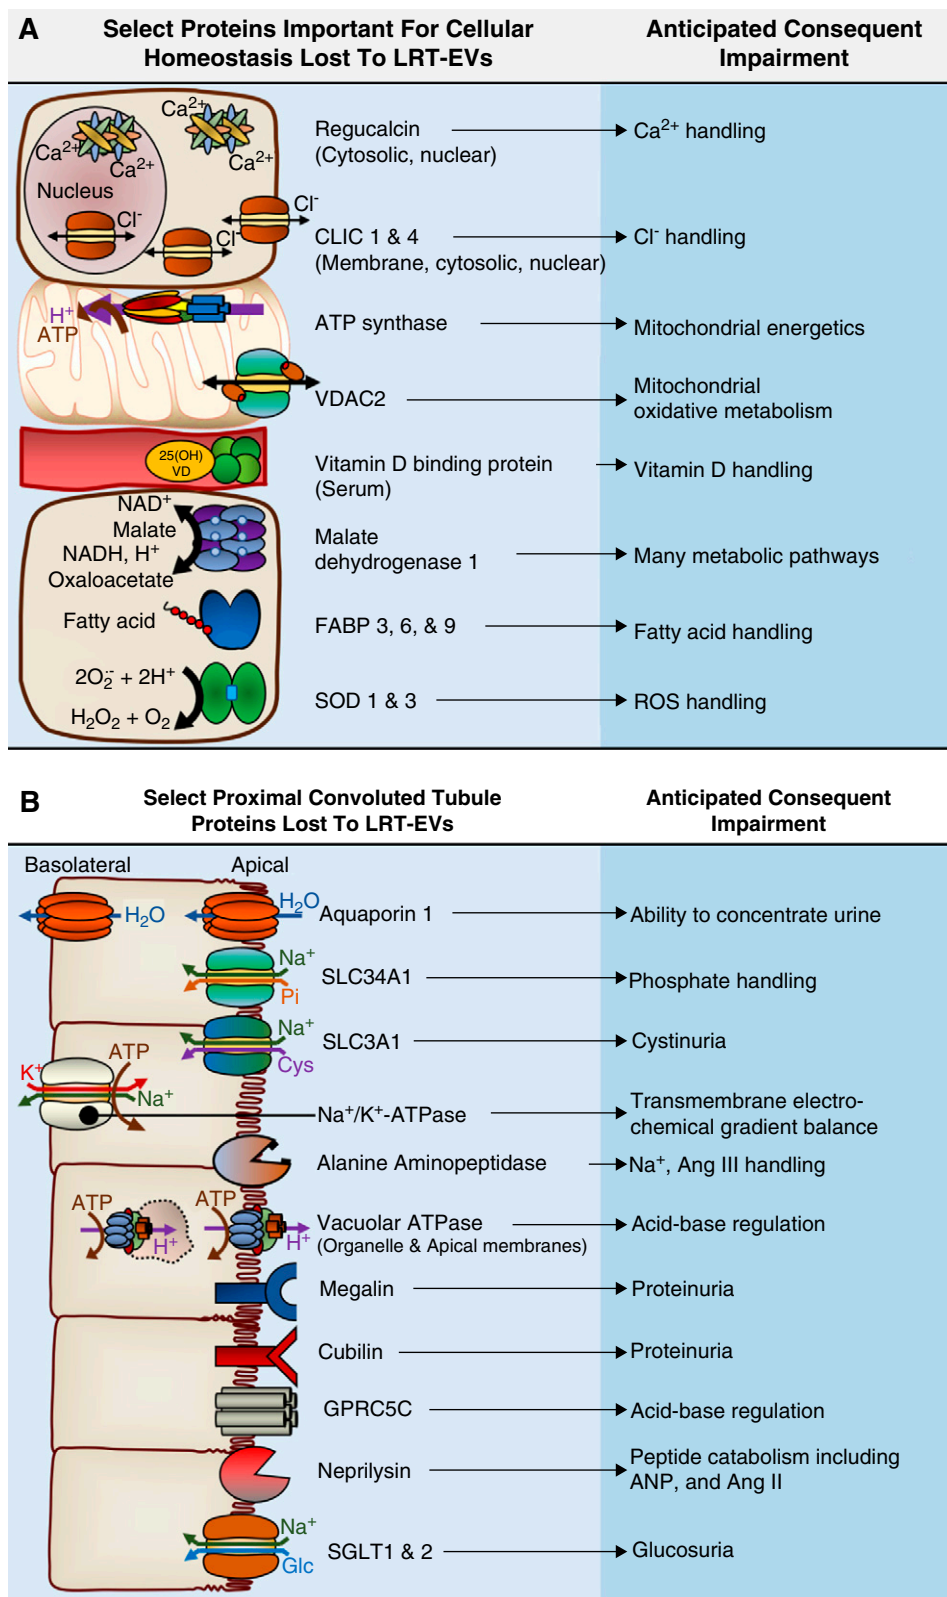 A
Select Proteins Important For Cellular
Homeostasis Lost To LRT-EVs
Anticipated Consequent
Impairment
Ca2+
Ca2+
Ca2+
Ca2+
Nucleus
Cl-
Cl-
Cl-
Regucalcin
(Cytosolic, nuclear)
Ca2+ handling
CLIC 1 & 4
(Membrane, cytosolic, nuclear)
Cl- handling
H+
ATP
ATP synthase
Mitochondrial energetics
VDAC2
Mitochondrial
oxidative metabolism
25(OH)
VD
Vitamin D binding protein
(Serum)
Vitamin D handling
NAD+
Malate
NADH, H+
Oxaloacetate
Malate
dehydrogenase 1
Many metabolic pathways
Fatty acid
FABP 3, 6, & 9
Fatty acid handling
2O2·- + 2H+
H2O2 + O2
SOD 1 & 3
ROS handling
B
Select Proximal Convoluted Tubule
Proteins Lost To LRT-EVs
Anticipated Consequent
Impairment
Basolateral
Apical
H2O
H2O
Aquaporin 1
Ability to concentrate urine
Na+
Pi
SLC34A1
Phosphate handling
Na+
Cys
SLC3A1
Cystinuria
K+
ATP
Na+
Na+/K+-ATPase
Transmembrane electro-
chemical gradient balance
Alanine Aminopeptidase
Na+, Ang III handling
ATP
H+
ATP
H+
Vacuolar ATPase
(Organelle & Apical membranes)
Acid-base regulation
Megalin
Proteinuria
Cubilin
Proteinuria
GPRC5C
Acid-base regulation
Neprilysin
Peptide catabolism including
ANP, and Ang II
Na+
Glc
SGLT1 & 2
Glucosuria